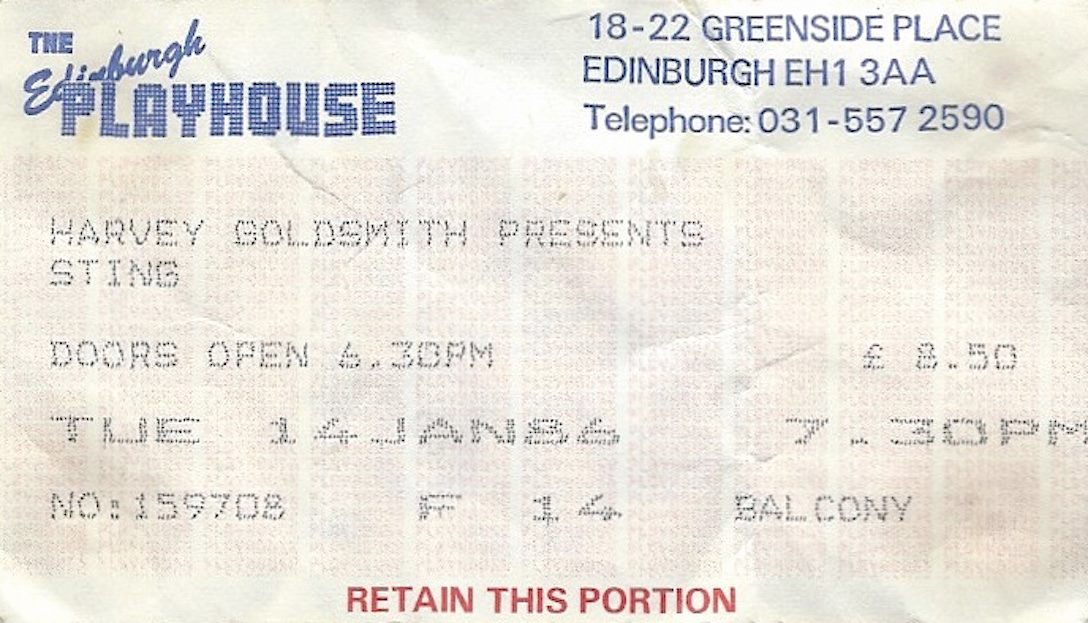 THE
Edinburgh
PLAYHOUSE
18-22 GREENSIDE PLACE
EDINBURGH EH1 3AA
Telephone: 031-557 2590
HARVEY GOLDSMITH PRESENTS
STING
DOORS OPEN 6.30PM £ 8.50
TUE 14JAN86 7.30PM
NO:159708 F 14 BALCONY
RETAIN THIS PORTION